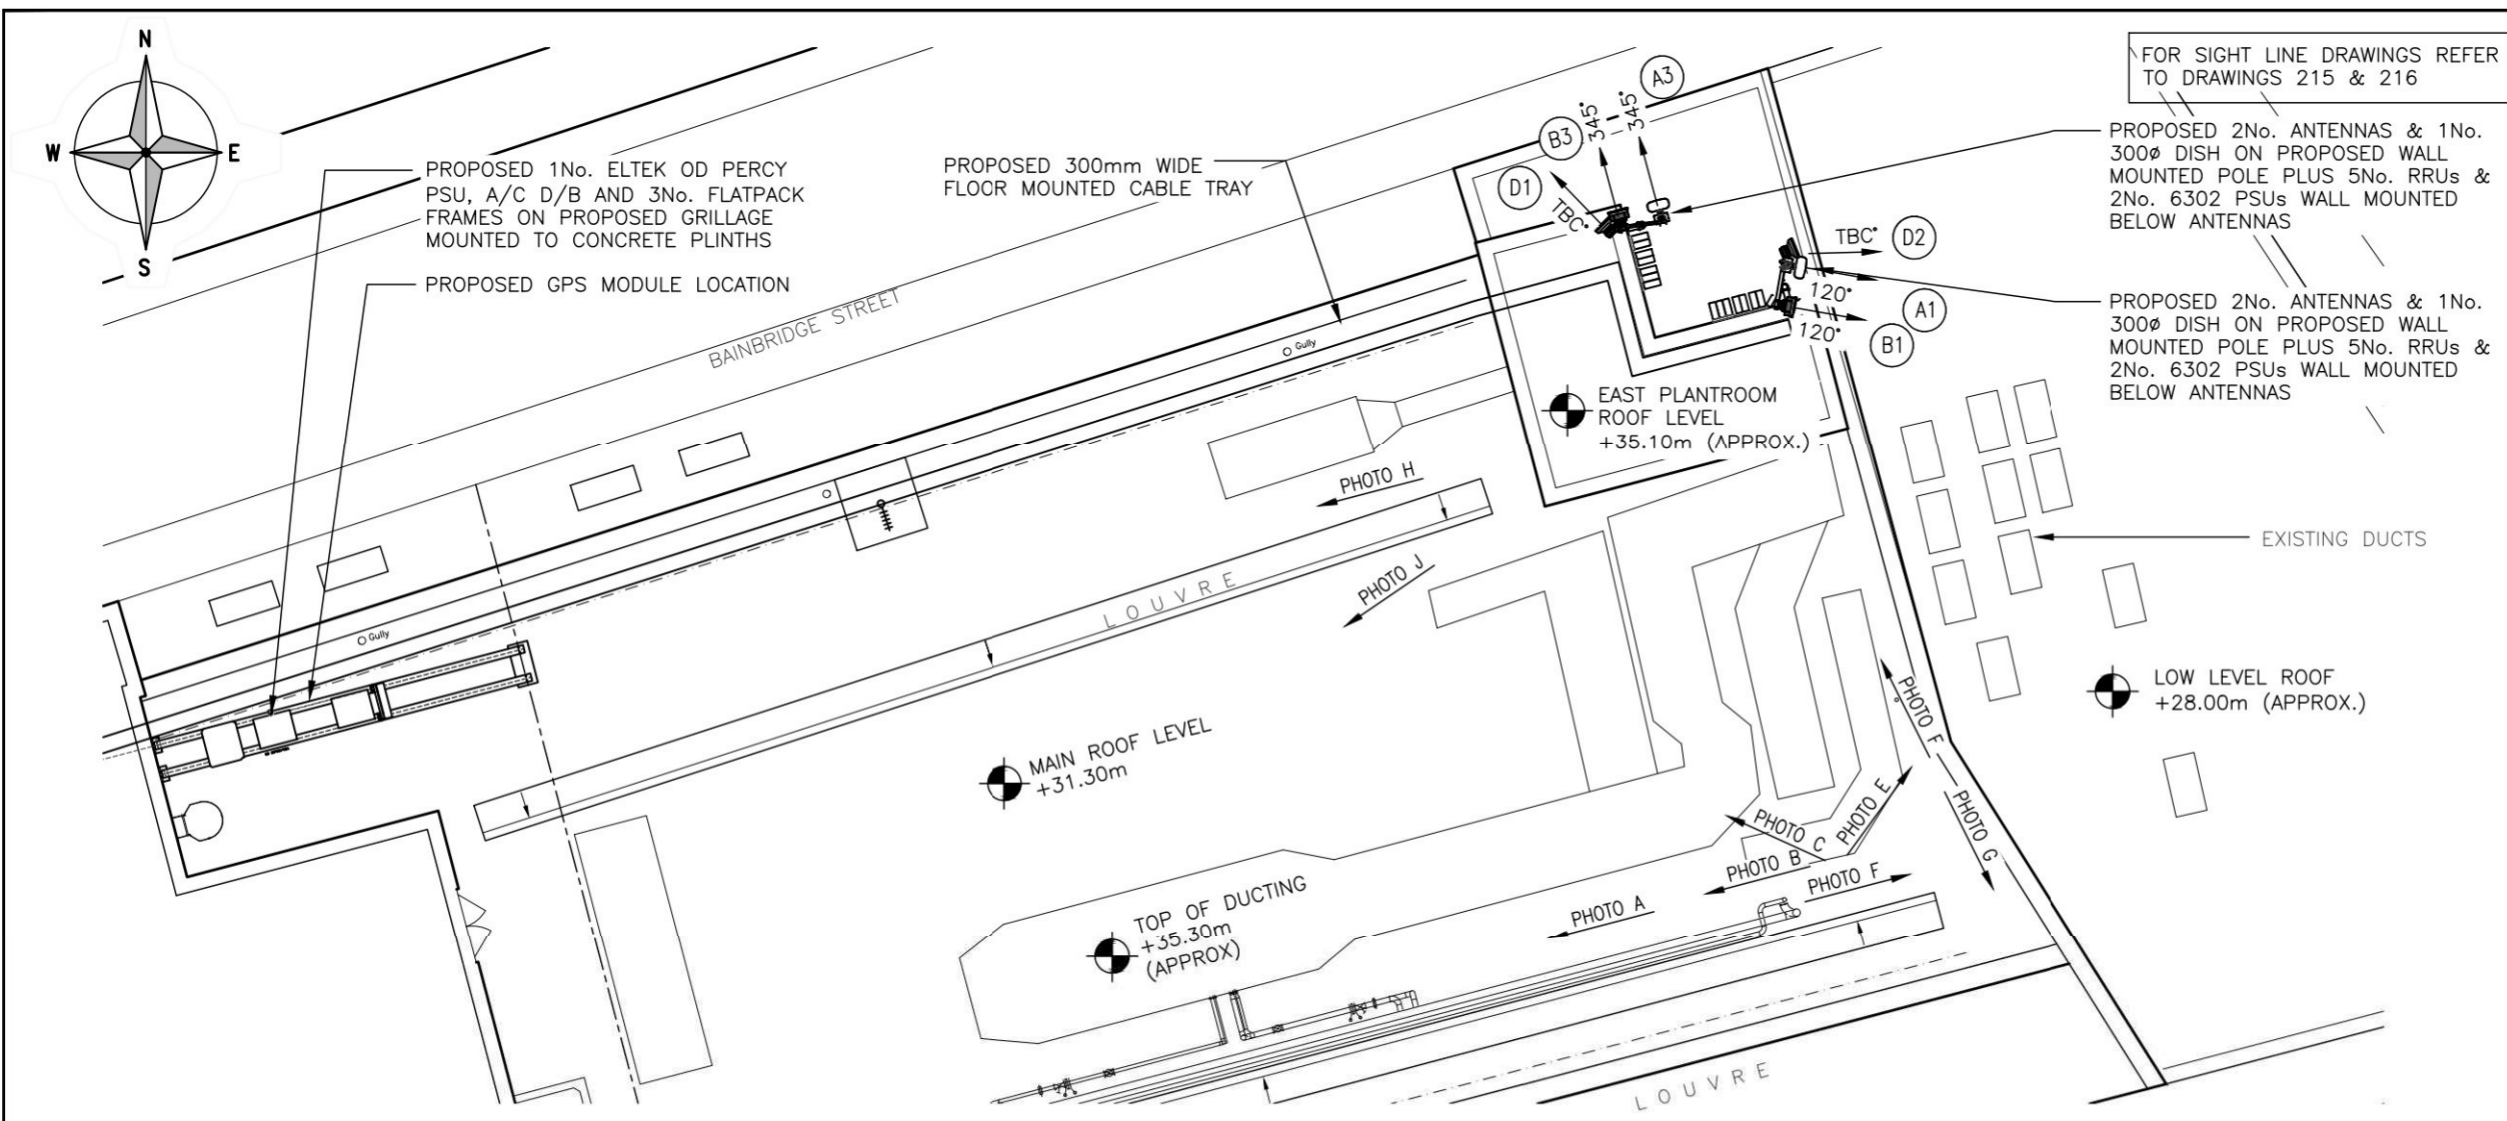 N
W
E
S
PROPOSED 1No. ELTEK OD PERCY
PSU, A/C D/B AND 3No. FLATPACK
FRAMES ON PROPOSED GRILLAGE
MOUNTED TO CONCRETE PLINTHS
PROPOSED GPS MODULE LOCATION
PROPOSED 300mm WIDE
FLOOR MOUNTED CABLE TRAY
BAINBRIDGE STREET
A3
345°
B3
345°
D1
TBC°
FOR SIGHT LINE DRAWINGS REFER
TO DRAWINGS 215 & 216
PROPOSED 2No. ANTENNAS & 1No.
300ø DISH ON PROPOSED WALL
MOUNTED POLE PLUS 5No. RRUs &
2No. 6302 PSUs WALL MOUNTED
BELOW ANTENNAS
TBC°
D2
120°
A1
120°
B1
PROPOSED 2No. ANTENNAS & 1No.
300ø DISH ON PROPOSED WALL
MOUNTED POLE PLUS 5No. RRUs &
2No. 6302 PSUs WALL MOUNTED
BELOW ANTENNAS
Gully
EAST PLANTROOM
ROOF LEVEL
+35.10m (APPROX.)
PHOTO H
EXISTING DUCTS
PHOTO J
LOUVRE
Gully
LOW LEVEL ROOF
+28.00m (APPROX.)
PHOTO F
MAIN ROOF LEVEL
+31.30m
PHOTO E
PHOTO C
PHOTO G
PHOTO B
PHOTO F
PHOTO A
TOP OF DUCTING
+35.30m
(APPROX)
LOUVRE